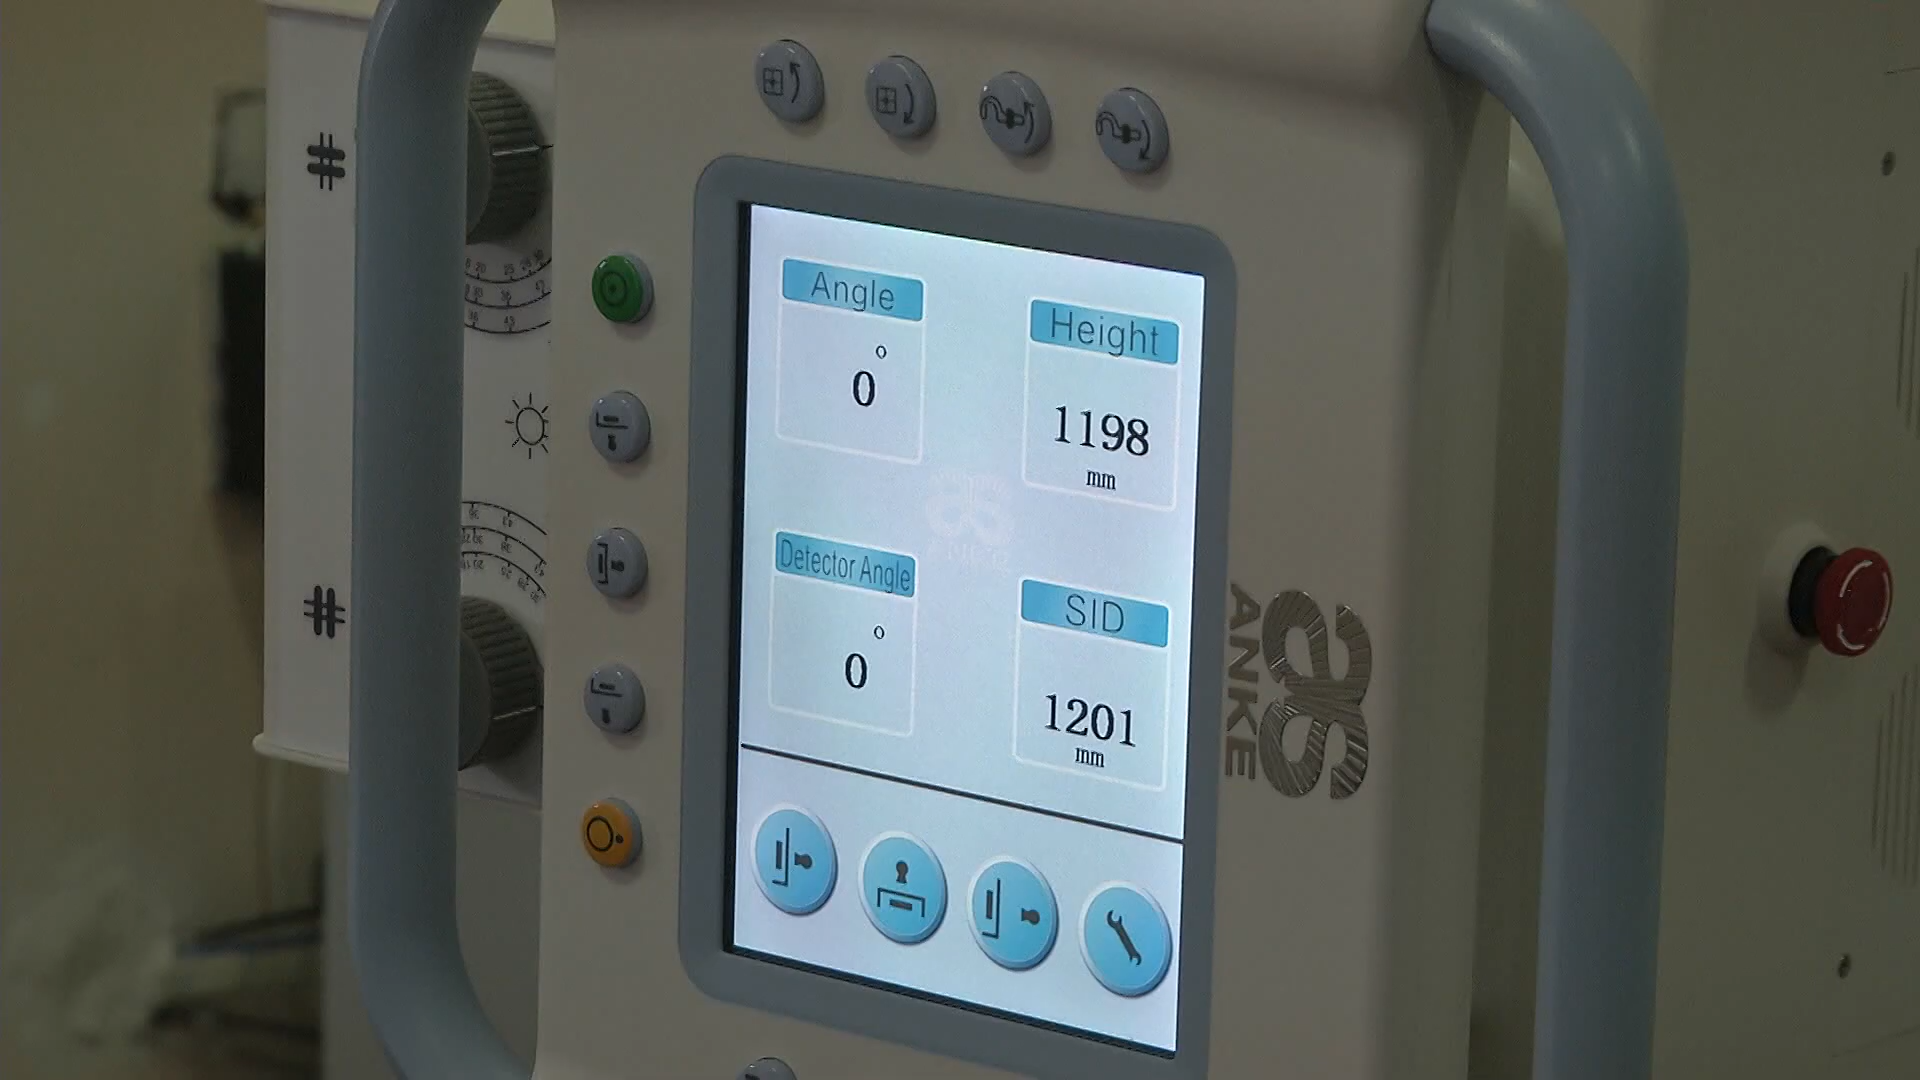 Angle
°
0
Height
1198
mm
Detector Angle
°
0
SID
1201
mm
ANKE